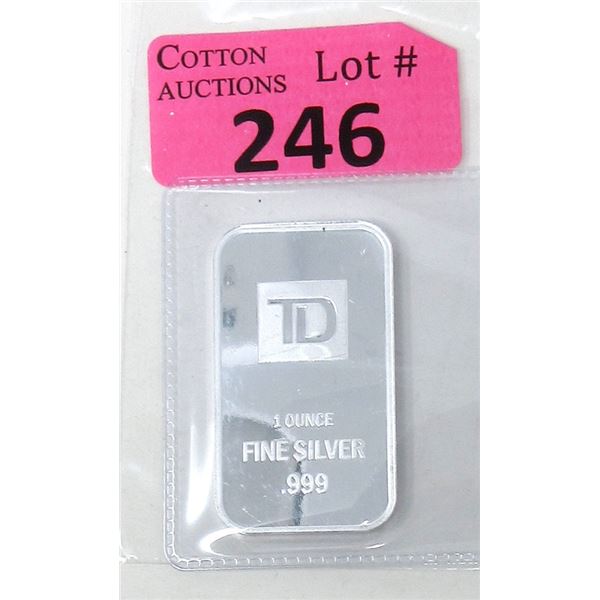 COTTON
AUCTIONS
Lot #
246
TD
1 OUNCE
FINE SILVER
.999